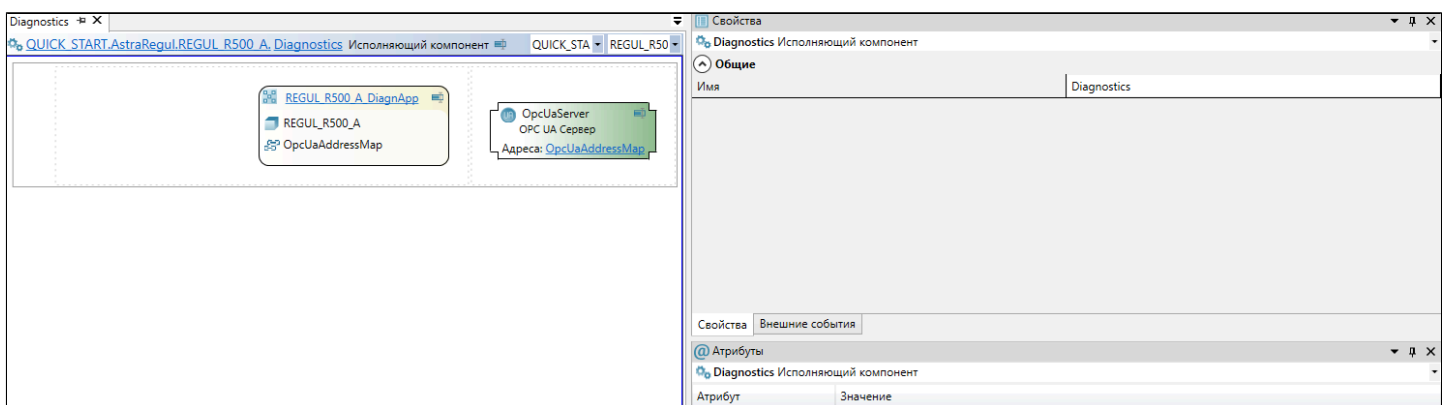 Diagnostics
QUICK_START.AstraRegul.REGUL_R500_A. Diagnostics Исполняющий компонент QUICK_STA REGUL_R50
REGUL_R500_A_DiagnApp
REGUL_R500_A
OpcUaAddressMap
UA OpcUaServer
OPC UA Сервер
Адреса: OpcUaAddressMap
Свойства
Diagnostics Исполняющий компонент
Общие
Имя Diagnostics
Свойства Внешние события
@ Атрибуты
Diagnostics Исполняющий компонент
Атрибут Значение